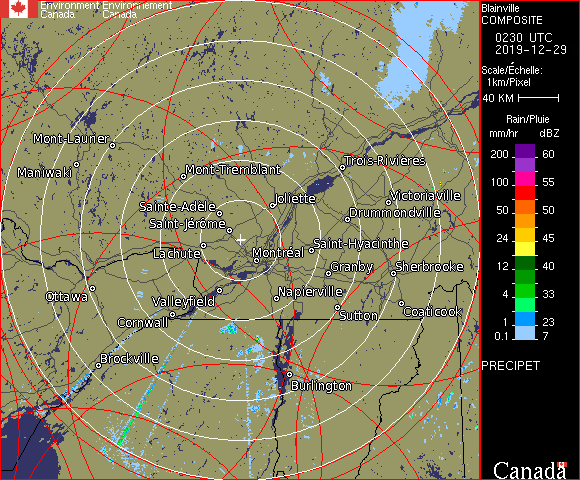 Environment Environnement
Canada Canada
Blainville
COMPOSITE
0230 UTC
2019-12-29
Scale/Échelle:
1km/Pixel
40 KM
Rain/Pluie
mm/hr dBZ
200 60
100 55
50 50
24 45
12 40
4 33
1 23
0.1 7
PRECIPET
Mont-Laurier
Maniwaki
Mont-Tremblant
Trois-Rivières
Joliette
Victoriaville
Sainte-Adèle
Drummondville
Saint-Jérôme
Saint-Hyacinthe
Lachute
Montréal
Granby
Sherbrooke
Ottawa
Valleyfield
Napierville
Cornwall
Sutton
Coaticook
Brockville
Burlington
Canada